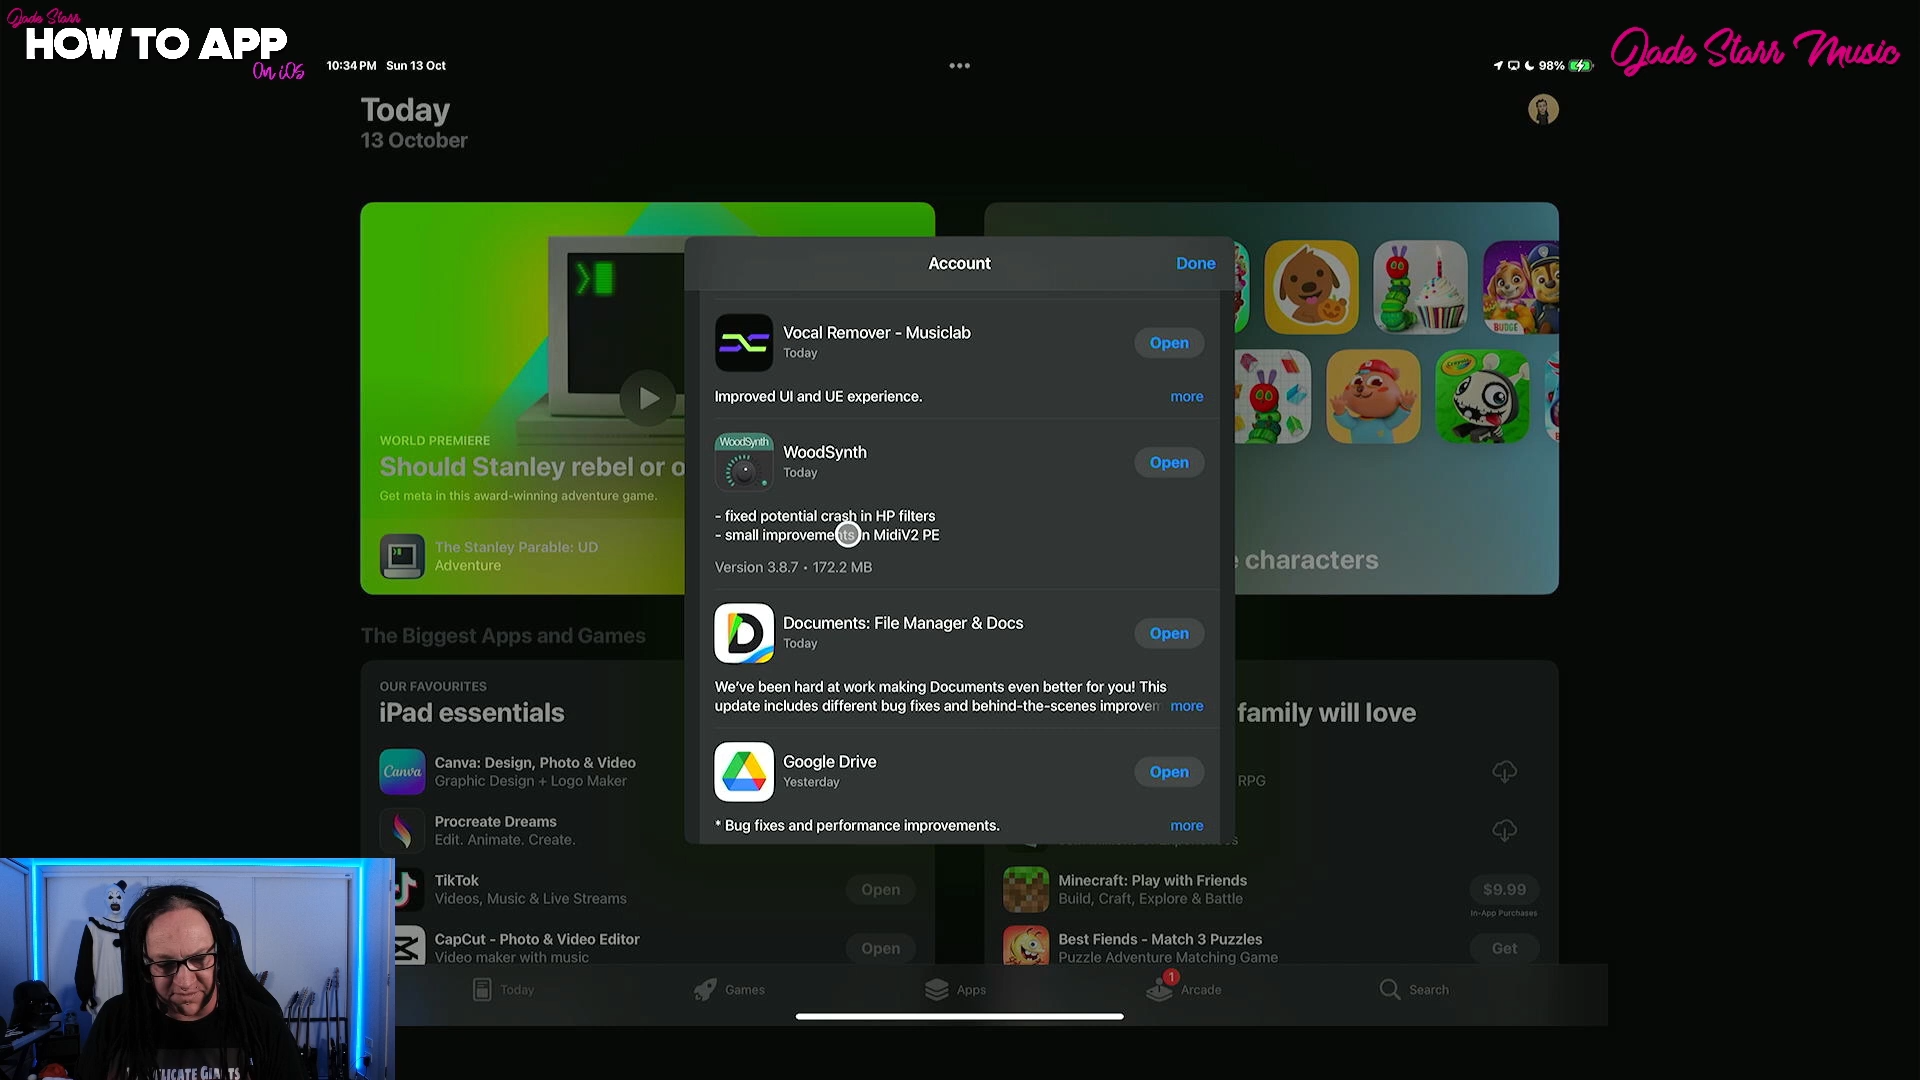 Jade Starr
HOW TO APP
On iOS
10:34 PM Sun 13 Oct
98%
Jade Starr Music
Today
13 October
WORLD PREMIERE
Should Stanley rebel or o
Get meta in this award-winning adventure game.
The Stanley Parable: UD
Adventure
BUDGE
Crayola
characters
Account
Done
Vocal Remover - Musiclab
Today
Open
Improved UI and UE experience.
more
WoodSynth
WoodSynth
Today
Open
- fixed potential crash in HP filters
- small improvements in MidiV2 PE
Version 3.8.7 • 172.2 MB
Documents: File Manager & Docs
Today
Open
We've been hard at work making Documents even better for you! This
update includes different bug fixes and behind-the-scenes improvem
more
Google Drive
Yesterday
Open
* Bug fixes and performance improvements.
more
The Biggest Apps and Games
OUR FAVOURITES
iPad essentials
Canva
Canva: Design, Photo & Video
Graphic Design + Logo Maker
Procreate Dreams
Edit. Animate. Create.
TikTok
Videos, Music & Live Streams
Open
CapCut - Photo & Video Editor
Video maker with music
Open
family will love
RPG
Minecraft: Play with Friends
Build, Craft, Explore & Battle
$9.99
In-App Purchases
Best Fiends - Match 3 Puzzles
Puzzle Adventure Matching Game
Get
Today
Games
Apps
1
Arcade
Search